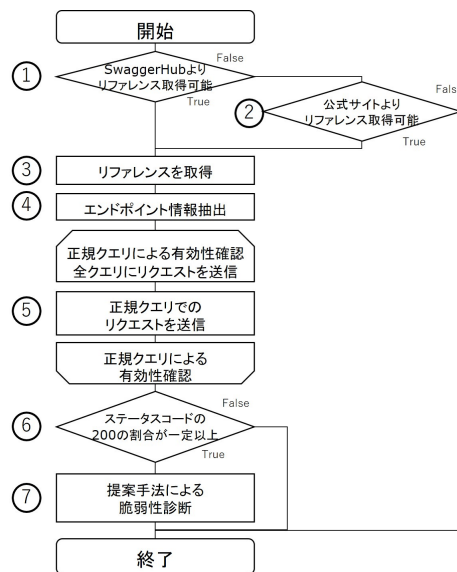 開始
False
①
SwaggerHubより
リファレンス取得可能
True
False
②
公式サイトより
リファレンス取得可能
True
③
リファレンスを取得
④
エンドポイント情報抽出
正規クエリによる有効性確認
全クエリにリクエストを送信
⑤
正規クエリでの
リクエストを送信
正規クエリによる
有効性確認
False
⑥
ステータスコードの
200の割合が一定以上
True
⑦
提案手法による
脆弱性診断
終了